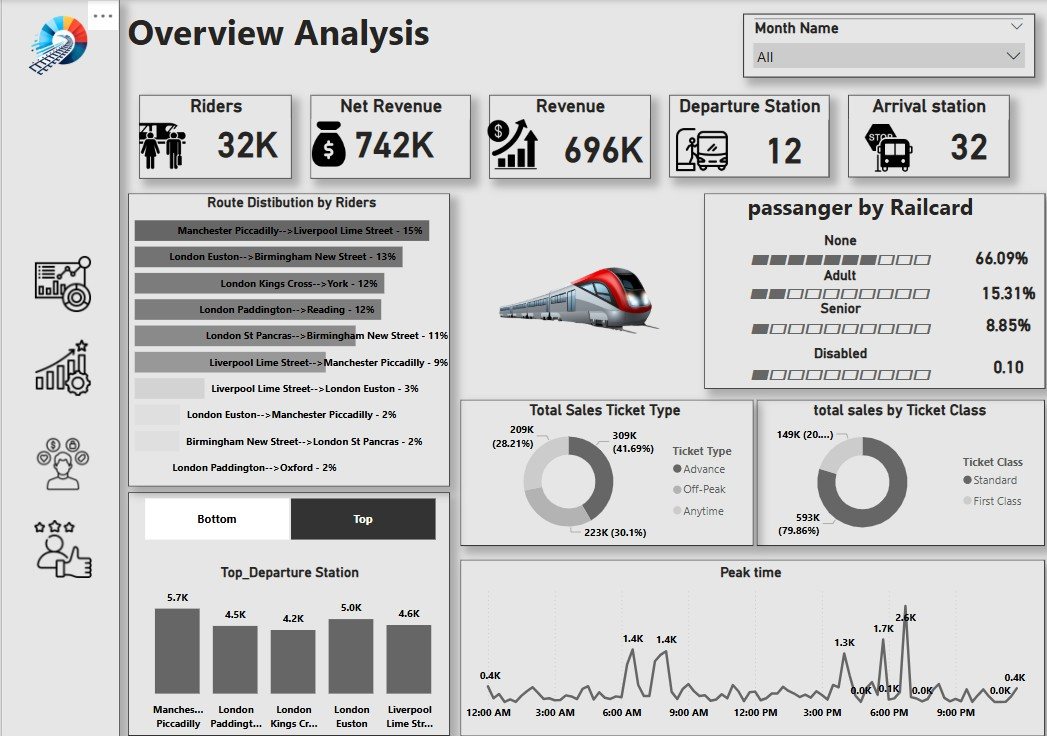 Overview Analysis
Month Name
All
Riders
32K
Net Revenue
742K
Revenue
696K
Departure Station
12
Arrival station
STOP
32
Route Distibution by Riders
Manchester Piccadilly-->Liverpool Lime Street - 15%
London Euston-->Birmingham New Street - 13%
London Kings Cross-->York - 12%
London Paddington-->Reading - 12%
London St Pancras-->Birmingham New Street - 11%
Liverpool Lime Street-->Manchester Piccadilly - 9%
Liverpool Lime Street-->London Euston - 3%
London Euston-->Manchester Piccadilly - 2%
Birmingham New Street-->London St Pancras - 2%
London Paddington-->Oxford - 2%
passanger by Railcard
None
66.09%
Adult
15.31%
Senior
8.85%
Disabled
0.10
Total Sales Ticket Type
209K
(28.21%)
309K
(41.69%)
223K (30.1%)
Ticket Type
Advance
Off-Peak
Anytime
total sales by Ticket Class
149K (20....)
593K
(79.86%)
Ticket Class
Standard
First Class
Bottom
Top
Top_Departure Station
5.7K
4.5K
4.2K
5.0K
4.6K
Manches...
Piccadilly
London
Paddingt...
London
Kings Cr...
London
Euston
Liverpool
Lime Str...
Peak time
0.4K
1.4K
1.4K
1.3K
0.0K
1.7K
0.1K
2.6K
0.0K
0.0K
0.4K
12:00 AM
3:00 AM
6:00 AM
9:00 AM
12:00 PM
3:00 PM
6:00 PM
9:00 PM